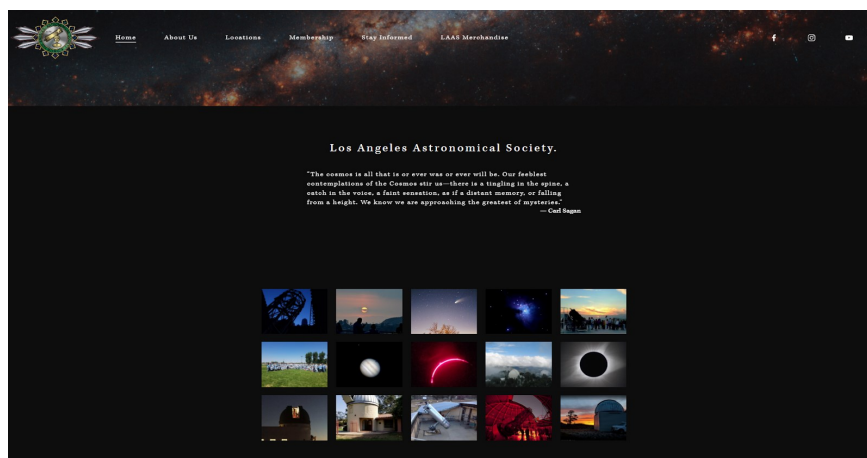 Home
About Us
Locations
Membership
Stay Informed
LAAS Merchandise
Los Angeles Astronomical Society.
"The cosmos is all that is or ever was or ever will be. Our feeblest
contemplations of the Cosmos stir us—there is a tingling in the spine, a
catch in the voice, a faint sensation, as if a distant memory, or falling
from a height. We know we are approaching the greatest of mysteries."
— Carl Sagan